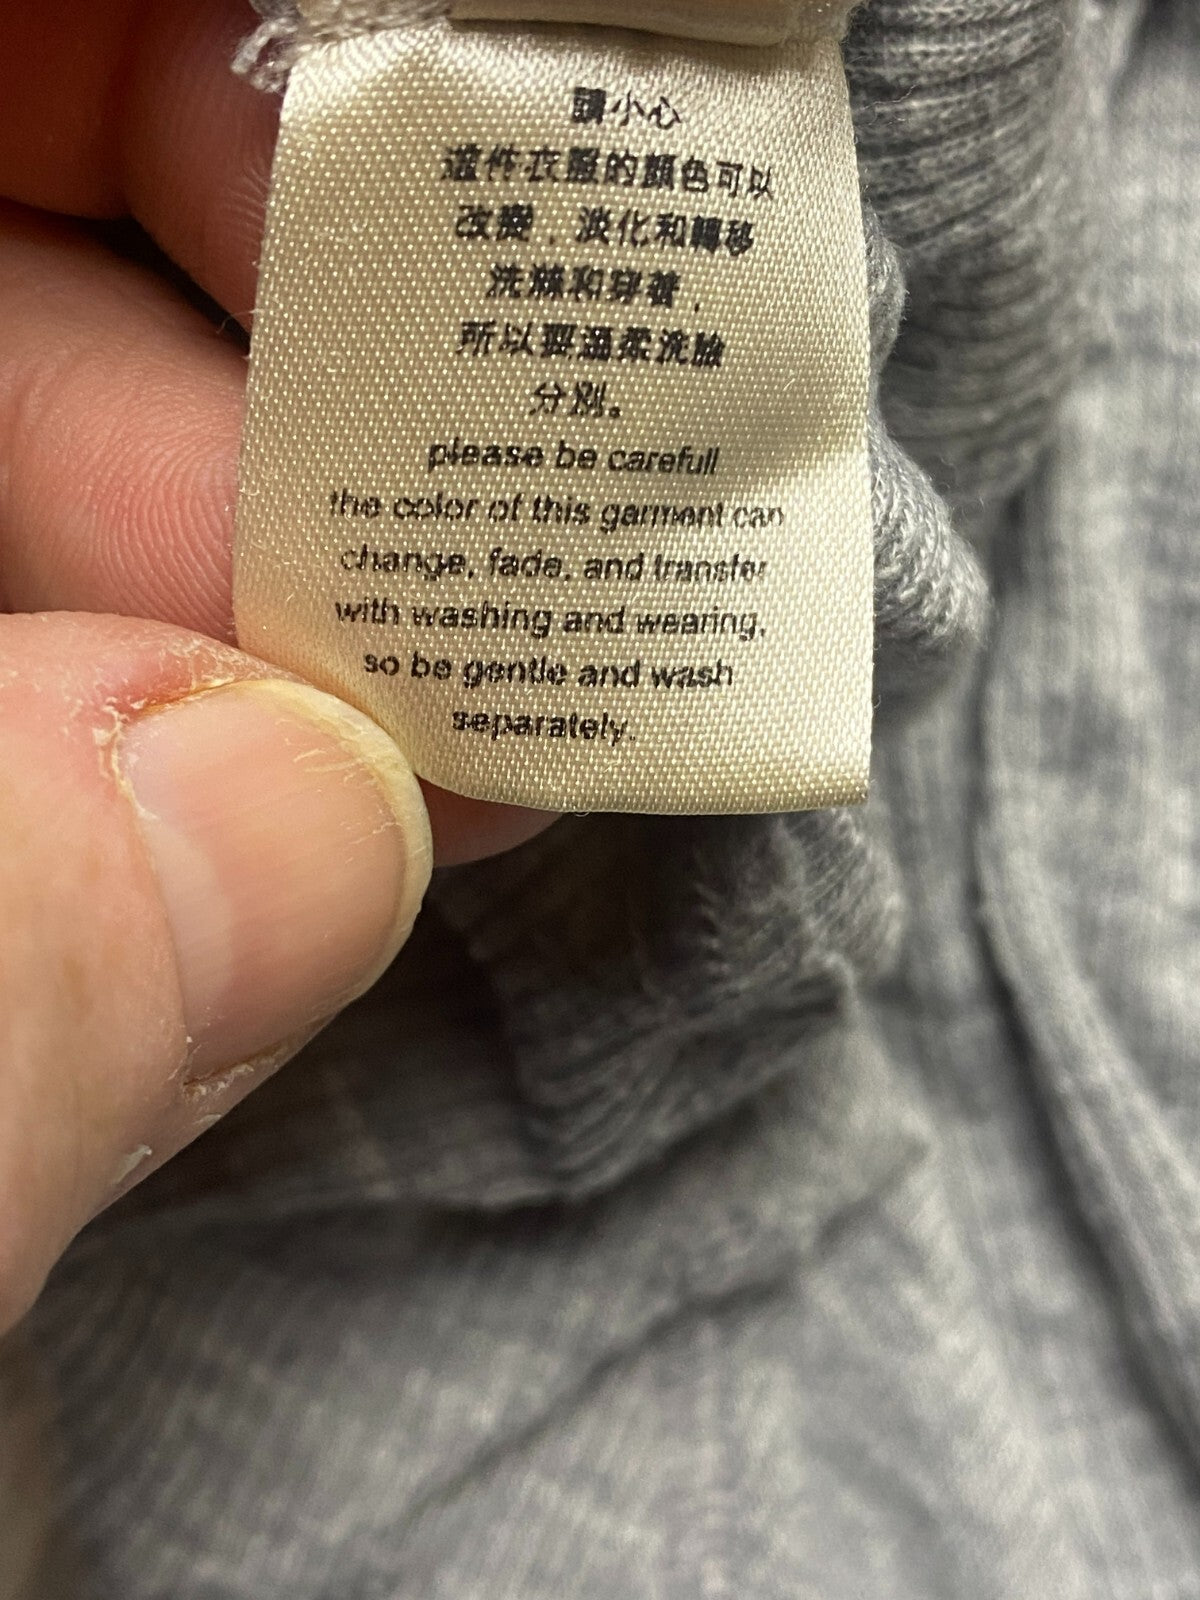 請小心
這件衣服的顏色可以
改變，淡化和轉移
洗滌和穿著，
所以要溫柔洗臉
分別。
please be carefull
the color of this garment can
change, fade, and transfer
with washing and wearing,
so be gentle and wash
separately.